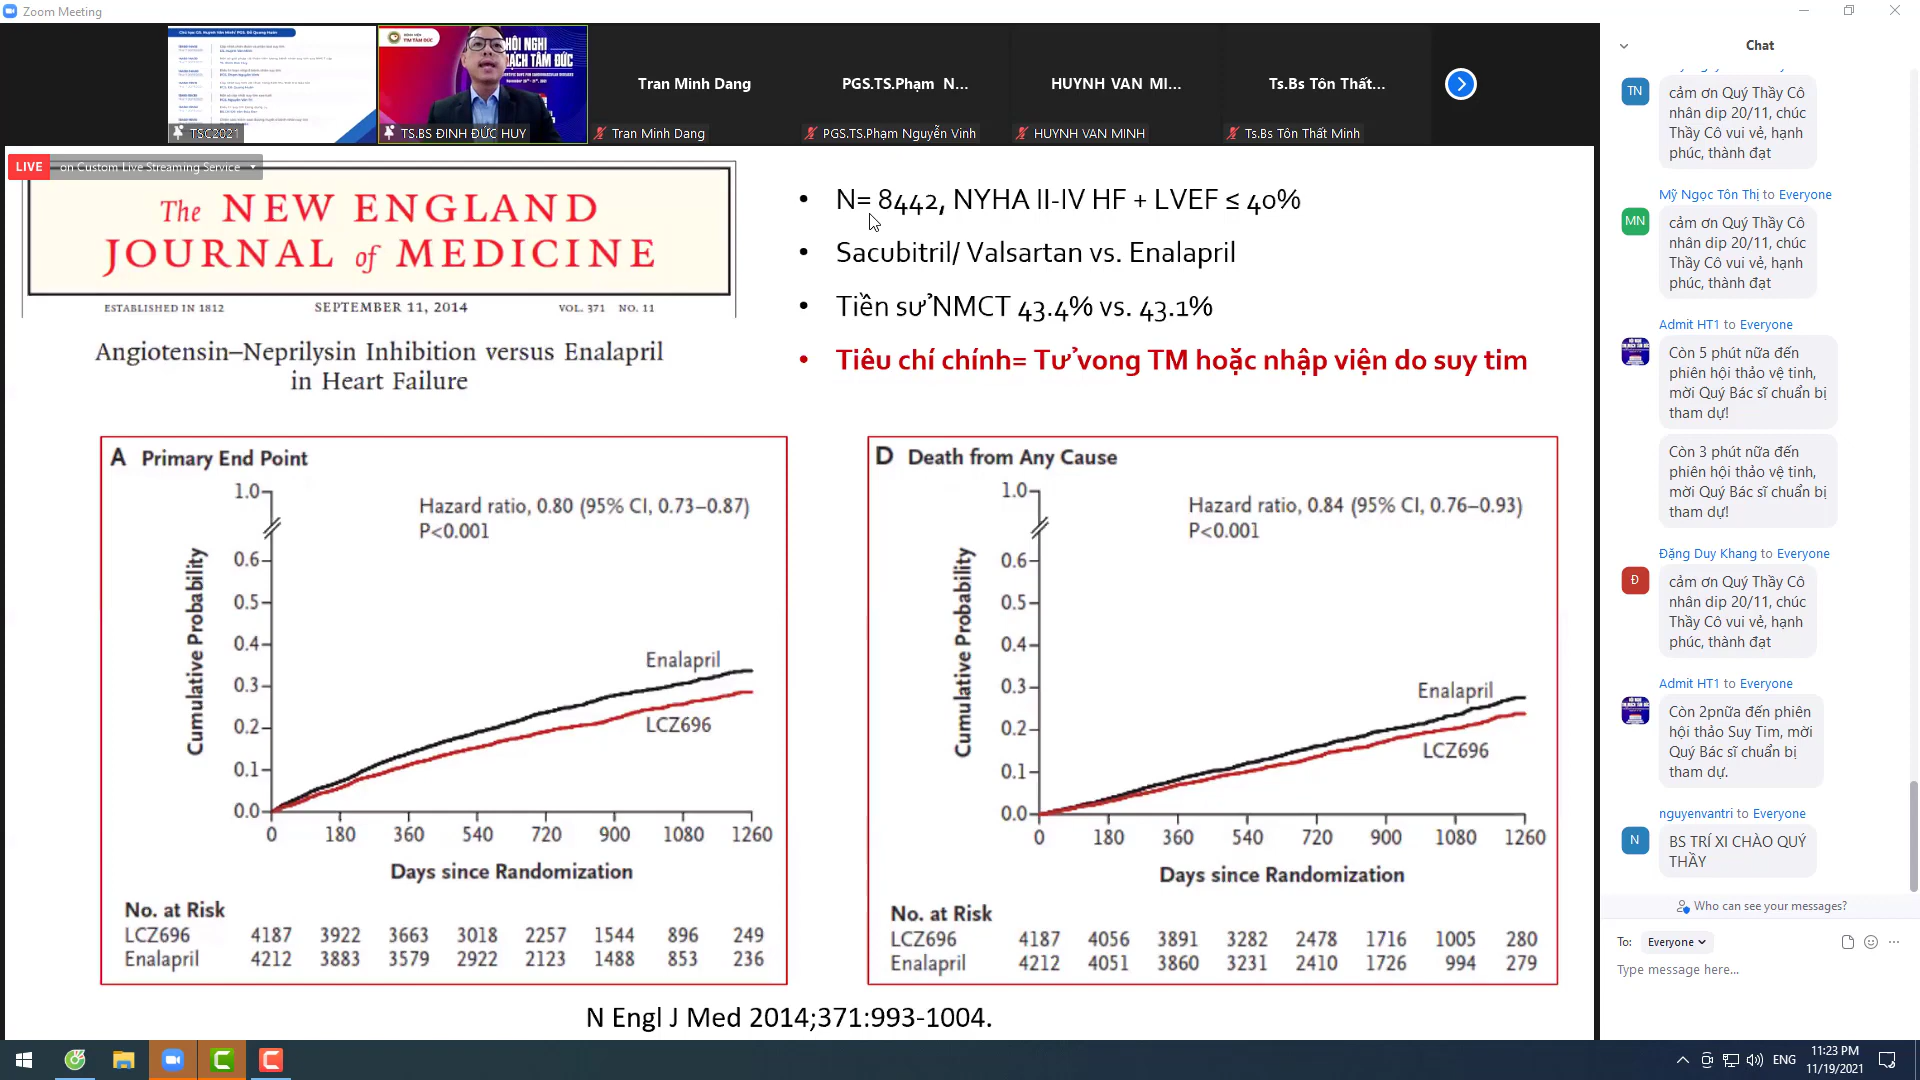 Zoom Meeting
BỆNH VIỆN
TIM TÂM ĐỨC
TSC2021
TS.BS ĐINH ĐỨC HUY
Tran Minh Dang
Tran Minh Dang
PGS.TS.Phạm N...
PGS.TS.Phạm Nguyễn Vinh
HUYNH VAN MI...
HUYNH VAN MINH
Ts.Bs Tôn Thất...
Ts.Bs Tôn Thất Minh
LIVE on Custom Live Streaming Service
The NEW ENGLAND
JOURNAL of MEDICINE
ESTABLISHED IN 1812 SEPTEMBER 11, 2014 VOL. 371 NO. 11
Angiotensin–Neprilysin Inhibition versus Enalapril
in Heart Failure
• N= 8442, NYHA II-IV HF + LVEF ≤ 40%
• Sacubitril/ Valsartan vs. Enalapril
• Tiền sử NMCT 43.4% vs. 43.1%
• Tiêu chí chính= Tử vong TM hoặc nhập viện do suy tim
A Primary End Point
Hazard ratio, 0.80 (95% CI, 0.73–0.87)
P<0.001
Cumulative Probability
1.0
0.6
0.5
0.4
0.3
0.2
0.1
0.0
Enalapril
LCZ696
0 180 360 540 720 900 1080 1260
Days since Randomization
No. at Risk
LCZ696 4187 3922 3663 3018 2257 1544 896 249
Enalapril 4212 3883 3579 2922 2123 1488 853 236
D Death from Any Cause
Hazard ratio, 0.84 (95% CI, 0.76–0.93)
P<0.001
Cumulative Probability
1.0
0.6
0.5
0.4
0.3
0.2
0.1
0.0
Enalapril
LCZ696
0 180 360 540 720 900 1080 1260
Days since Randomization
No. at Risk
LCZ696 4187 4056 3891 3282 2478 1716 1005 280
Enalapril 4212 4051 3860 3231 2410 1726 994 279
N Engl J Med 2014;371:993-1004.
Chat
TN
cảm ơn Quý Thầy Cô
nhân dip 20/11, chúc
Thầy Cô vui vẻ, hạnh
phúc, thành đạt
Mỹ Ngọc Tôn Thị to Everyone
MN
cảm ơn Quý Thầy Cô
nhân dip 20/11, chúc
Thầy Cô vui vẻ, hạnh
phúc, thành đạt
Admit HT1 to Everyone
Còn 5 phút nữa đến
phiên hội thảo vệ tinh,
mời Quý Bác sĩ chuẩn bị
tham dự!
Còn 3 phút nữa đến
phiên hội thảo vệ tinh,
mời Quý Bác sĩ chuẩn bị
tham dự!
Đặng Duy Khang to Everyone
Đ
cảm ơn Quý Thầy Cô
nhân dip 20/11, chúc
Thầy Cô vui vẻ, hạnh
phúc, thành đạt
Admit HT1 to Everyone
Còn 2pnữa đến phiên
hội thảo Suy Tim, mời
Quý Bác sĩ chuẩn bị
tham dự.
nguyenvantri to Everyone
N
BS TRÍ XI CHÀO QUÝ
THẦY
Who can see your messages?
To: Everyone
Type message here...
ENG
11:23 PM
11/19/2021